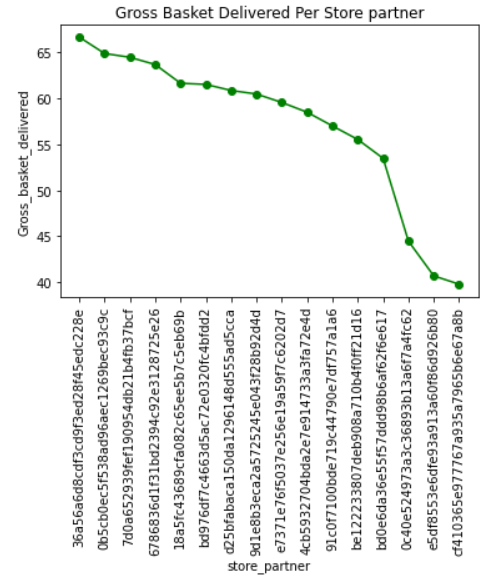 Gross Basket Delivered Per Store partner
Gross_basket_delivered
65
60
55
50
45
40
36a56a6d8cdf3cd9f3ed28f45edc228e
0b5cb0ec5f538ad96aec1269bec93c9c
7d0a652939fef190954db21b4fb37bcf
6786836d1f31bd2394c92e3128725e26
18a5fc43689cfa082c65ee5b7c5eb69b
bd976df7c4663d5ac72e0320fc4bfdd2
d25bfabaca150da1296148d555ad5cca
9d1e8b3eca2a5725245e043f28b92d4d
e7371e76f5037e256e19a59f7c6202d7
4cb5932704bda2e7e914733a3fa72e4d
91c0f7100bde719c44790e7df757a1a6
be122233807deb908a710b4f0ff21d16
bd0e6da36e55f57ddd98b6af62f6e617
0c40e524973a3c36893b13a6f7a4fc62
e5df8553e6dfe93a913a60f86d926b80
cf410365e977767a935a7965b6e67a8b
store_partner